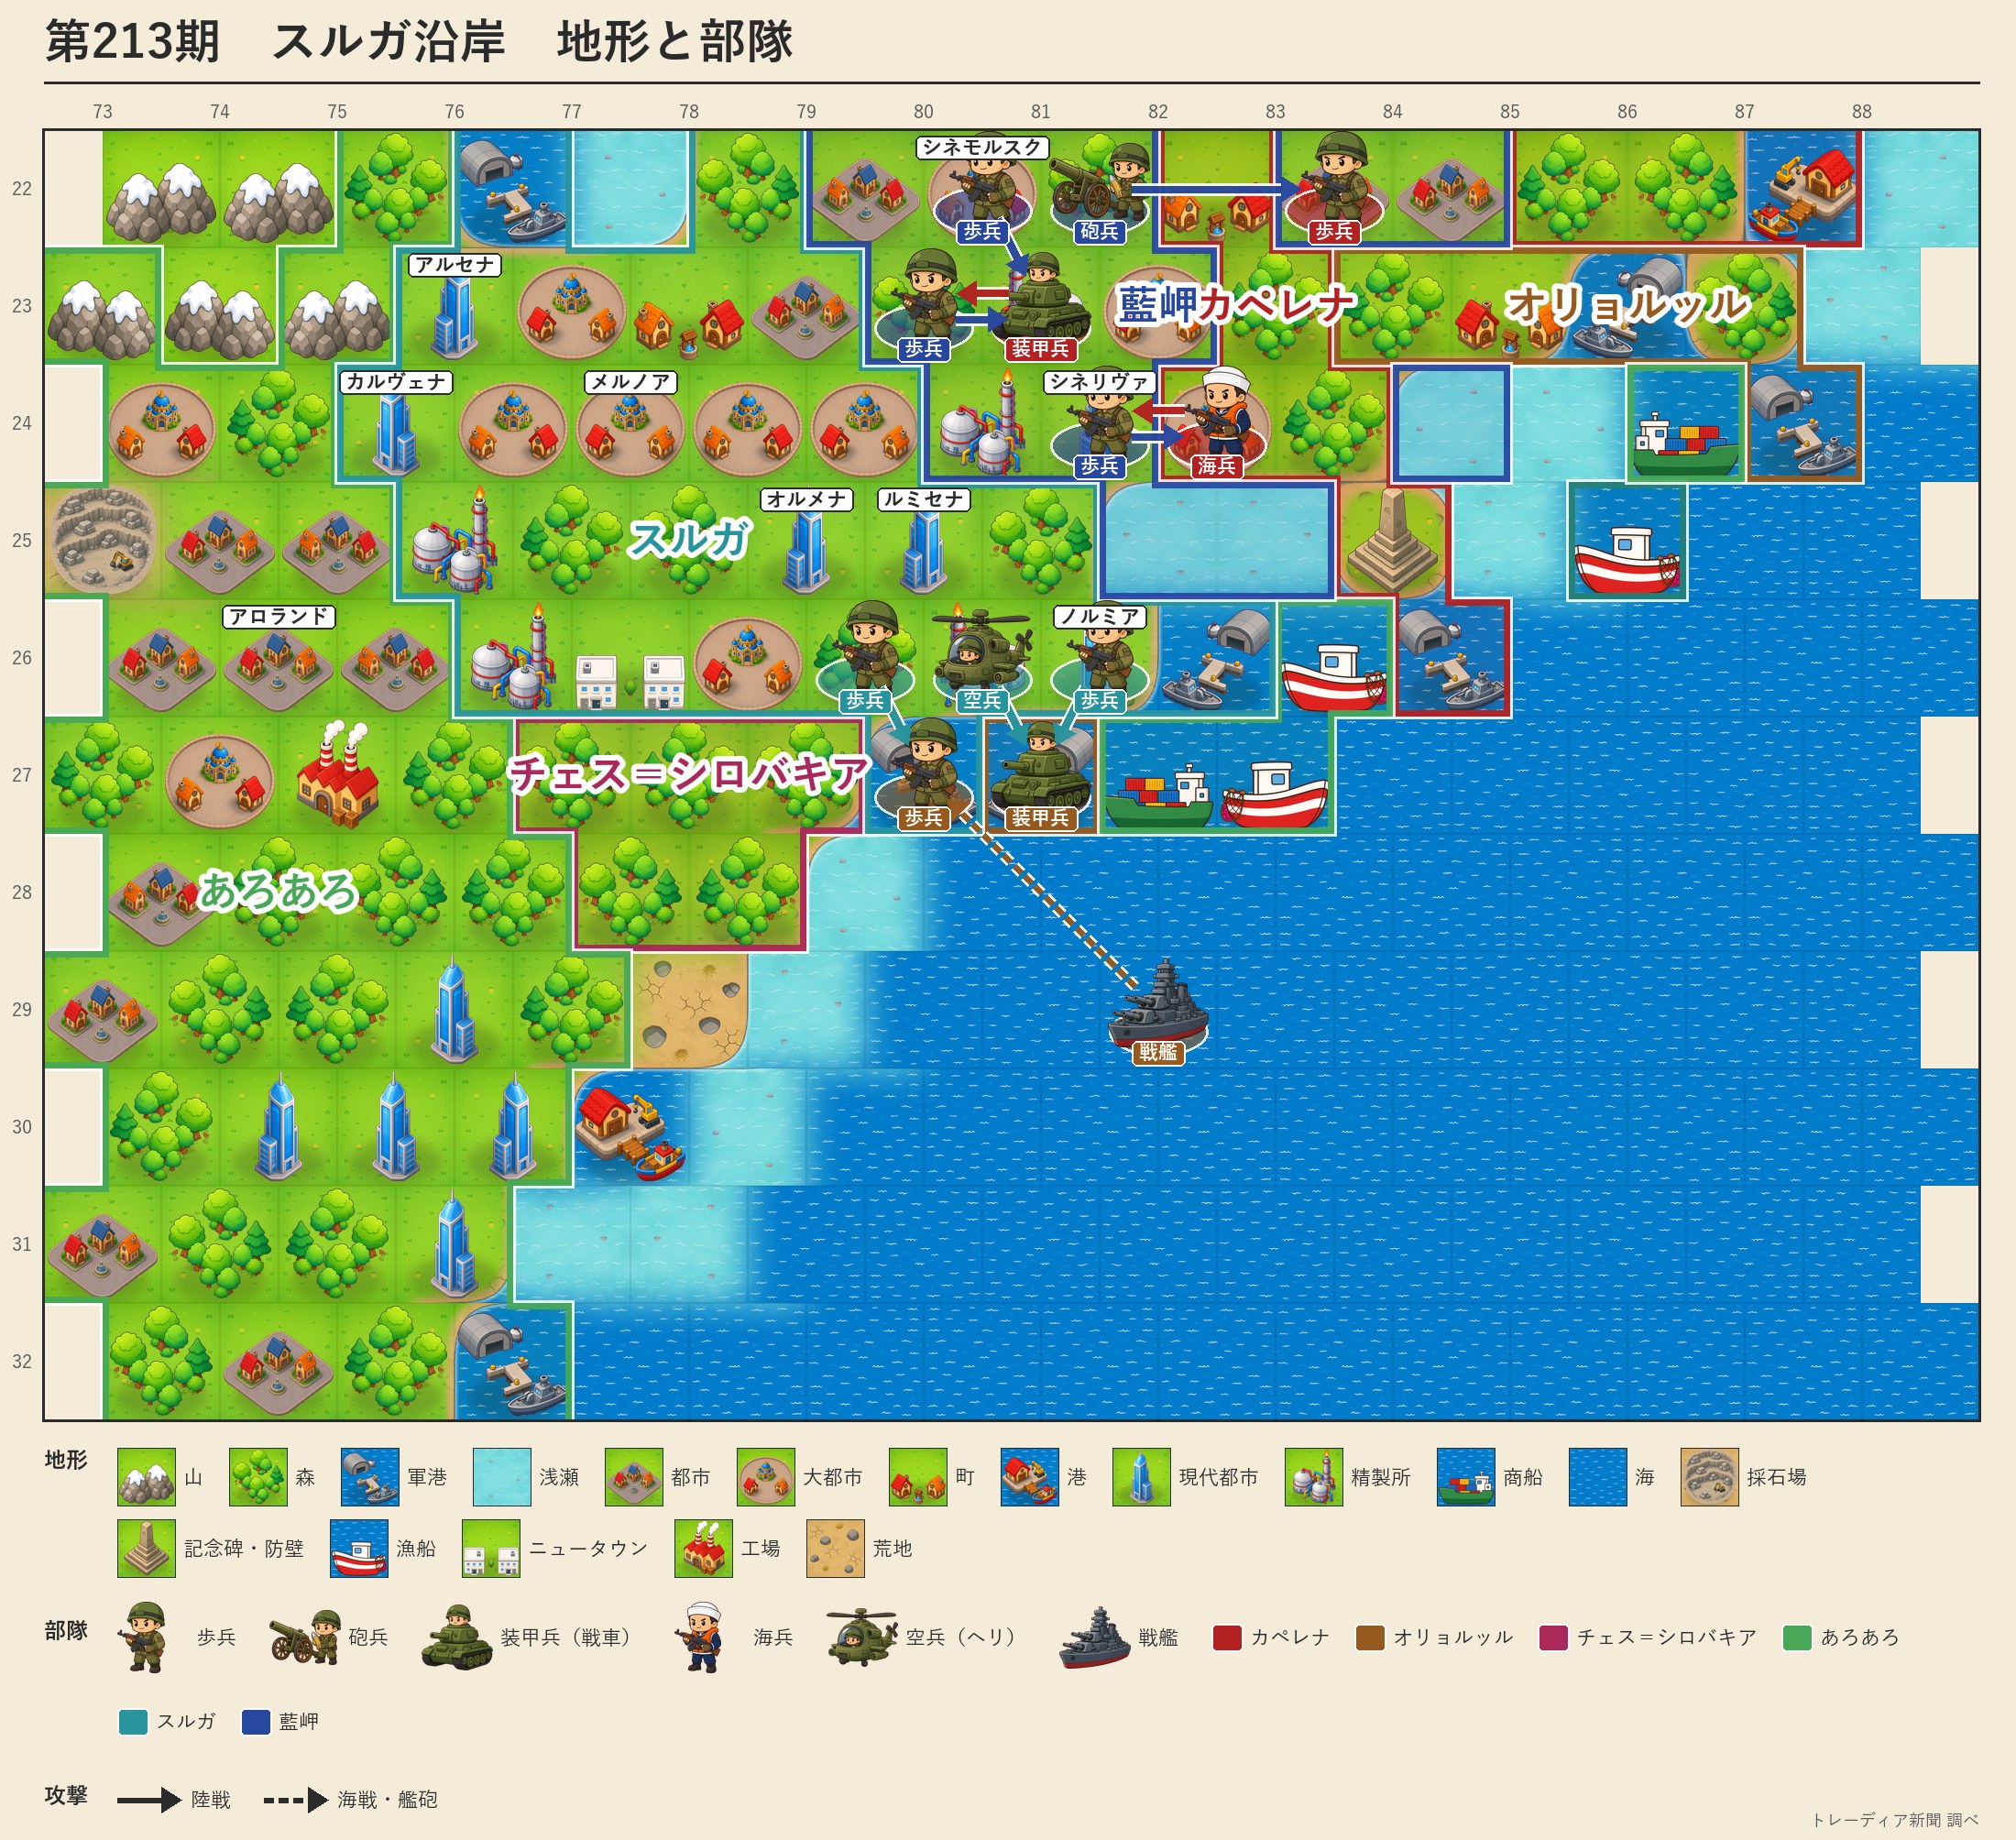 第213期　スルガ沿岸　地形と部隊
73 74 75 76 77 78 79 80 81 82 83 84 85 86 87 88
シネモルスク
22
歩兵 砲兵 歩兵
アルセナ
23
藍岬 カペレナ オリョルッル
歩兵 装甲兵
カルヴェナ メルノア シネリヴァ
24
歩兵 海兵
オルメナ ルミセナ
25
スルガ
アロランド ノルミア
26
歩兵 空兵 歩兵
27
チェス＝シロバキア
歩兵 装甲兵
28
あろあろ
29
戦艦
30
31
32
地形 山 森 軍港 浅瀬 都市 大都市 町 港 現代都市 精製所 商船 海 採石場
記念碑・防壁 漁船 ニュータウン 工場 荒地
部隊 歩兵 砲兵 装甲兵（戦車） 海兵 空兵（ヘリ） 戦艦 カペレナ オリョルッル チェス＝シロバキア あろあろ
スルガ 藍岬
攻撃 陸戦 海戦・艦砲
トレーディア新聞 調べ